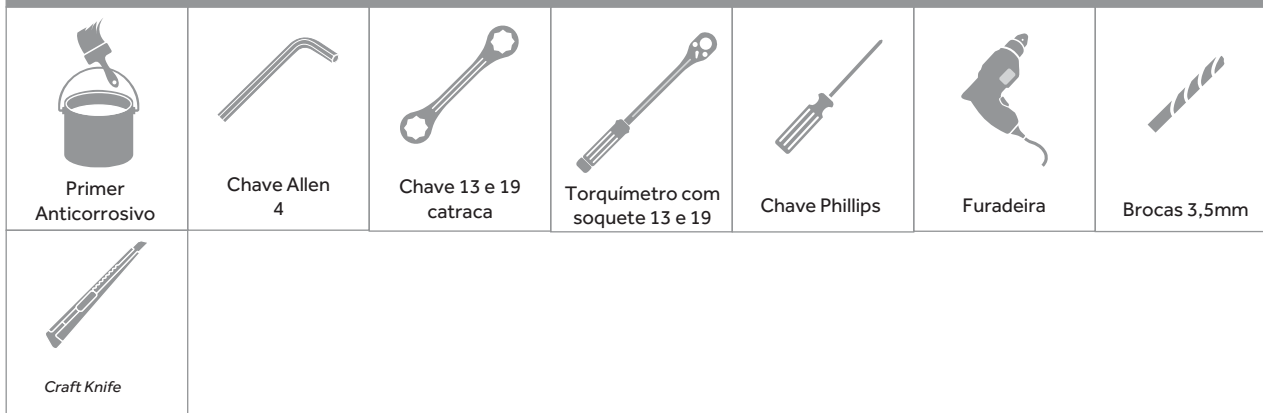 Primer
Anticorrosivo
Chave Allen
4
Chave 13 e 19
catraca
Torquímetro com
soquete 13 e 19
Chave Phillips
Furadeira
Brocas 3,5mm
Craft Knife